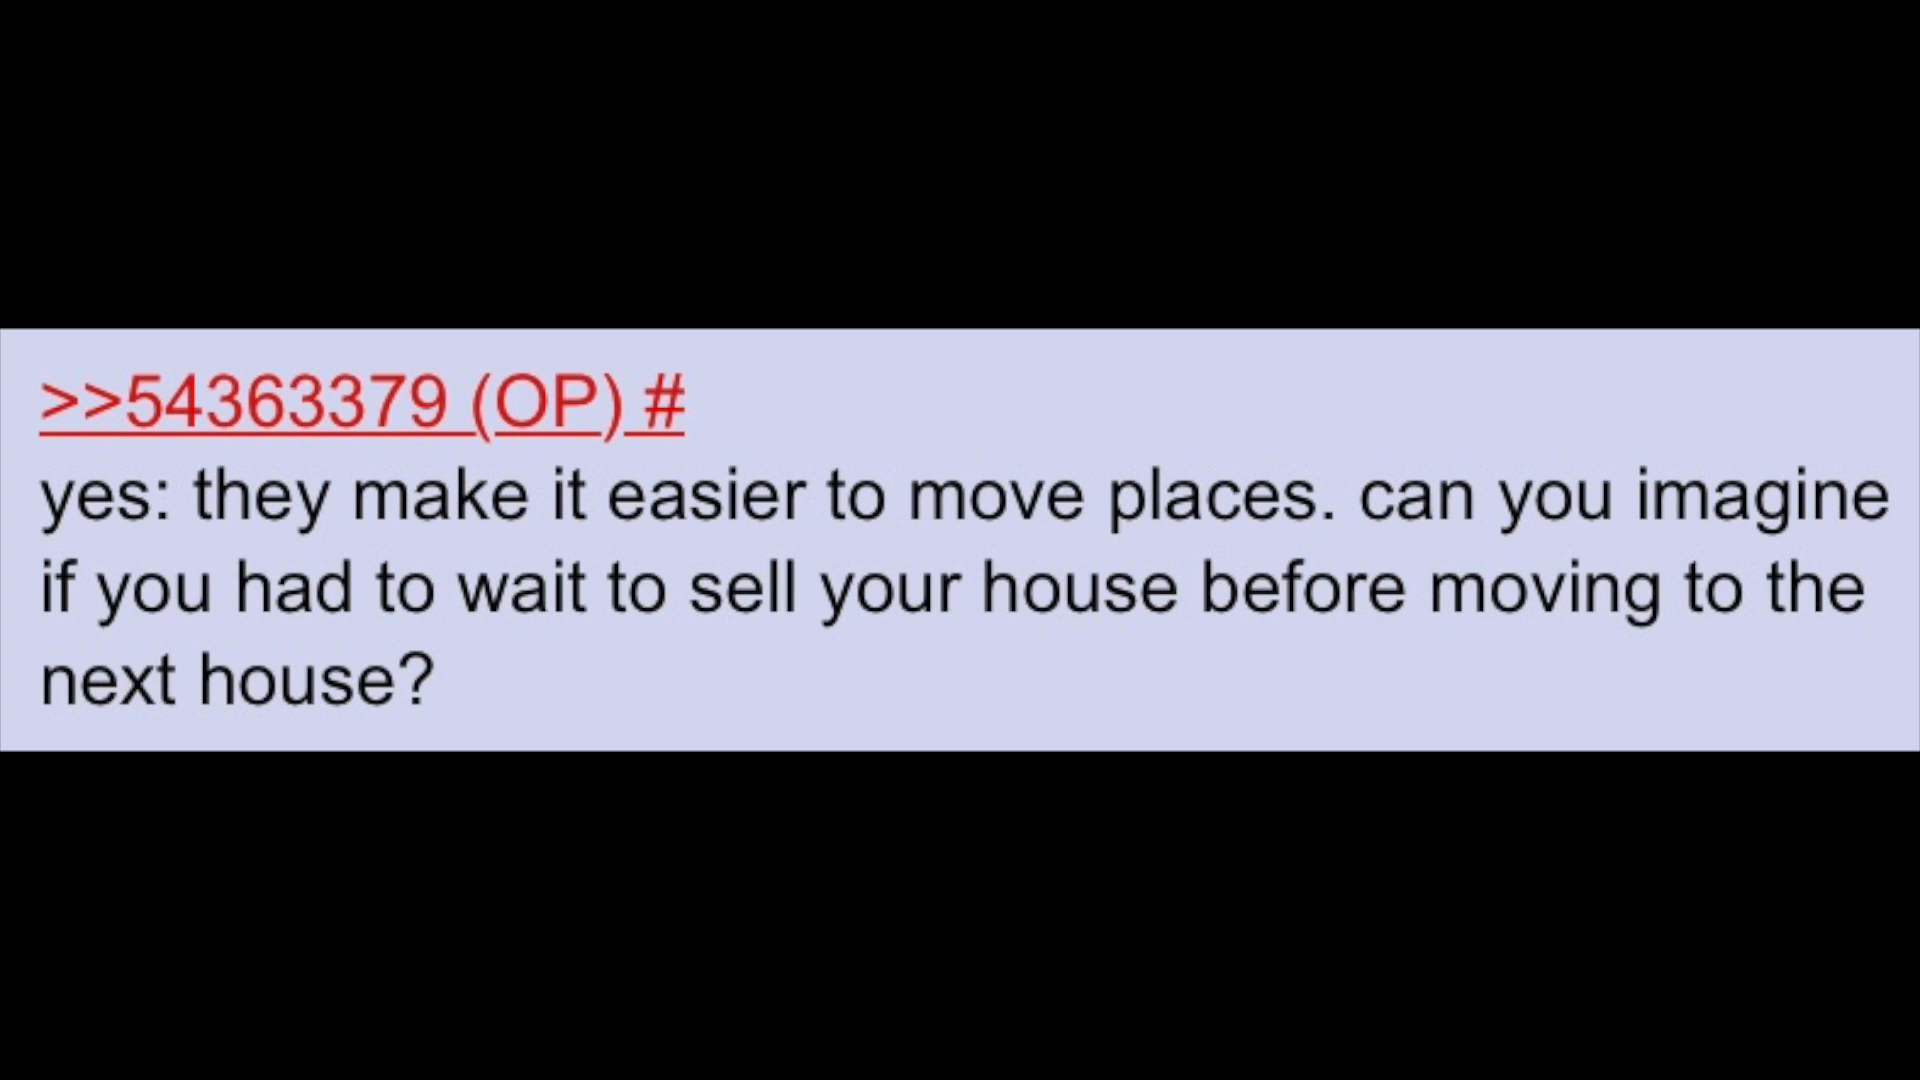 >>54363379 (OP) #
yes: they make it easier to move places. can you imagine
if you had to wait to sell your house before moving to the
next house?